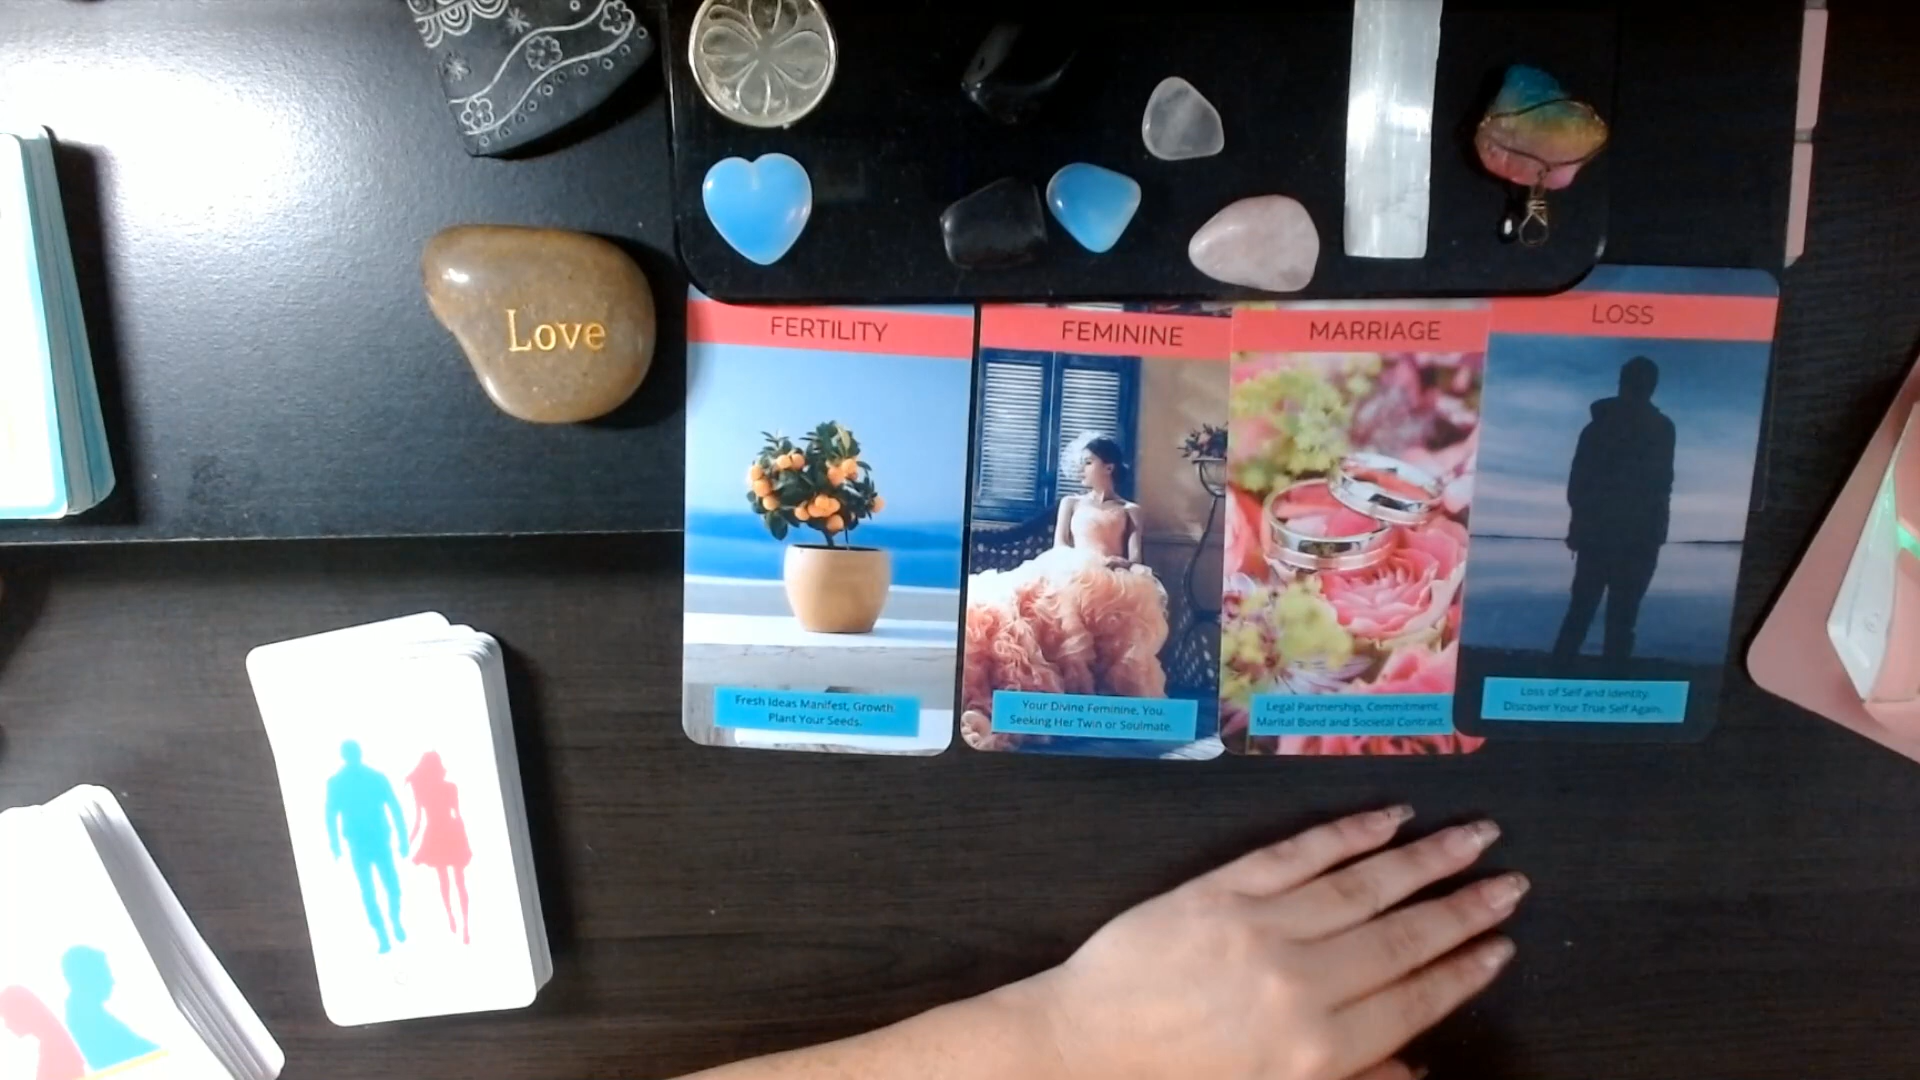 Love
FERTILITY
Fresh Ideas Manifest, Growth.
Plant Your Seeds.
FEMININE
Your Divine Feminine, You.
Seeking Her Twin or Soulmate.
MARRIAGE
Legal Partnership, Commitment.
Marital Bond and Societal Contract.
LOSS
Loss of Self and Identity.
Discover Your True Self Again.